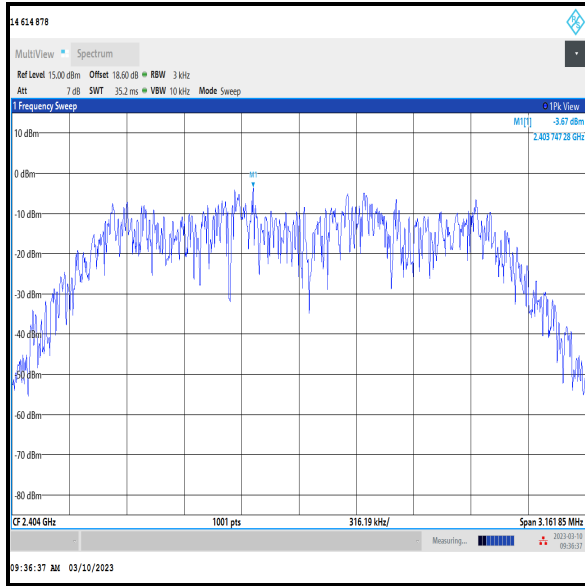 14 614 878
R&S
MultiView Spectrum
Ref Level 15.00 dBm Offset 18.60 dB RBW 3 kHz
Att 7 dB SWT 35.2 ms VBW 10 kHz Mode Sweep
1 Frequency Sweep 1Pk View
M1[1] -3.67 dBm
2.403 747 28 GHz
10 dBm
0 dBm
M1
-10 dBm
-20 dBm
-30 dBm
-40 dBm
-50 dBm
-60 dBm
-70 dBm
-80 dBm
CF 2.404 GHz 1001 pts 316.19 kHz/ Span 3.161 85 MHz
Measuring... 2023-03-10
09:36:37
09:36:37 AM 03/10/2023